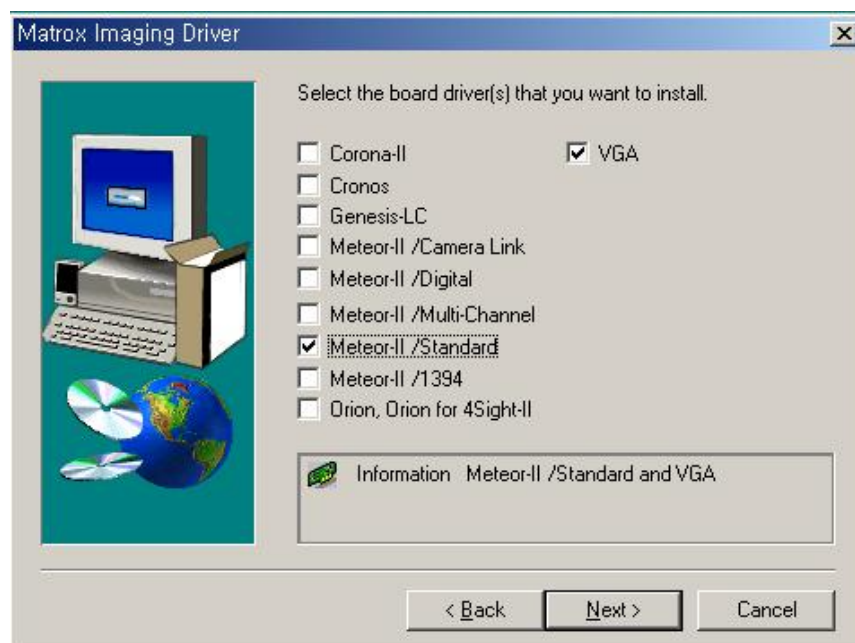 Matrox Imaging Driver
Select the board driver(s) that you want to install.
Corona-II
VGA
Cronos
Genesis-LC
Meteor-II /Camera Link
Meteor-II /Digital
Meteor-II /Multi-Channel
Meteor-II /Standard
Meteor-II /1394
Orion, Orion for 4Sight-II
Information Meteor-II /Standard and VGA
< Back
Next >
Cancel